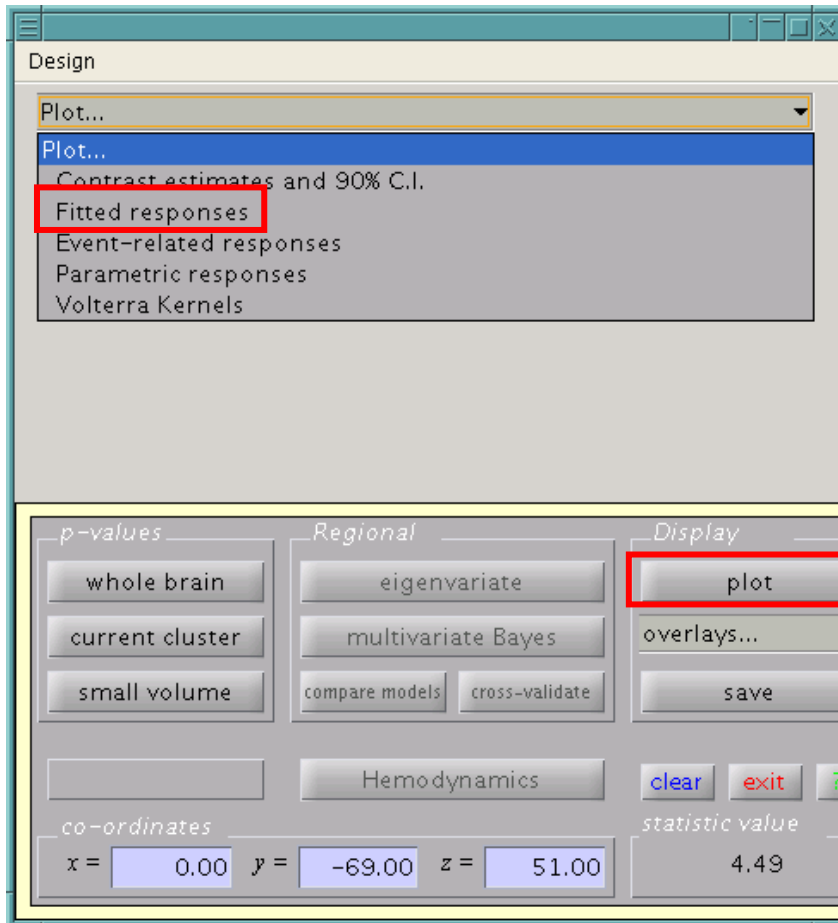 Design
Plot...
Plot...
Contrast estimates and 90% C.I.
Fitted responses
Event-related responses
Parametric responses
Volterra Kernels
p-values Regional Display
whole brain eigenvariate plot
current cluster multivariate Bayes overlays...
small volume compare models cross-validate save
Hemodynamics clear exit
co-ordinates statistic value
x = 0.00 y = -69.00 z = 51.00 4.49